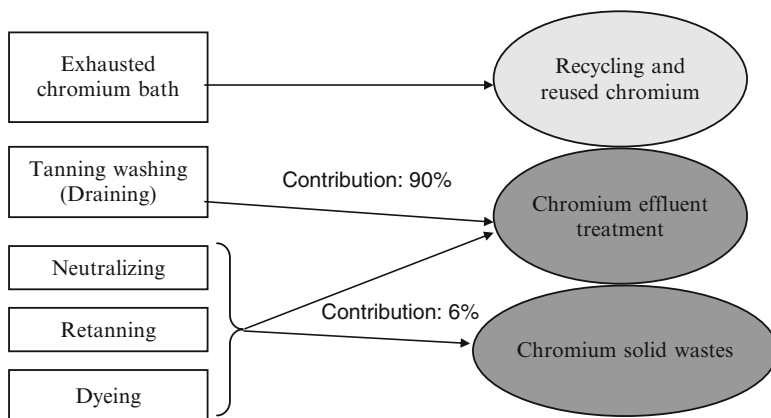 Exhausted
chromium bath
Recycling and
reused chromium
Tanning washing
(Draining)
Contribution: 90%
Chromium effluent
treatment
Neutralizing
Retanning
Contribution: 6%
Chromium solid wastes
Dyeing